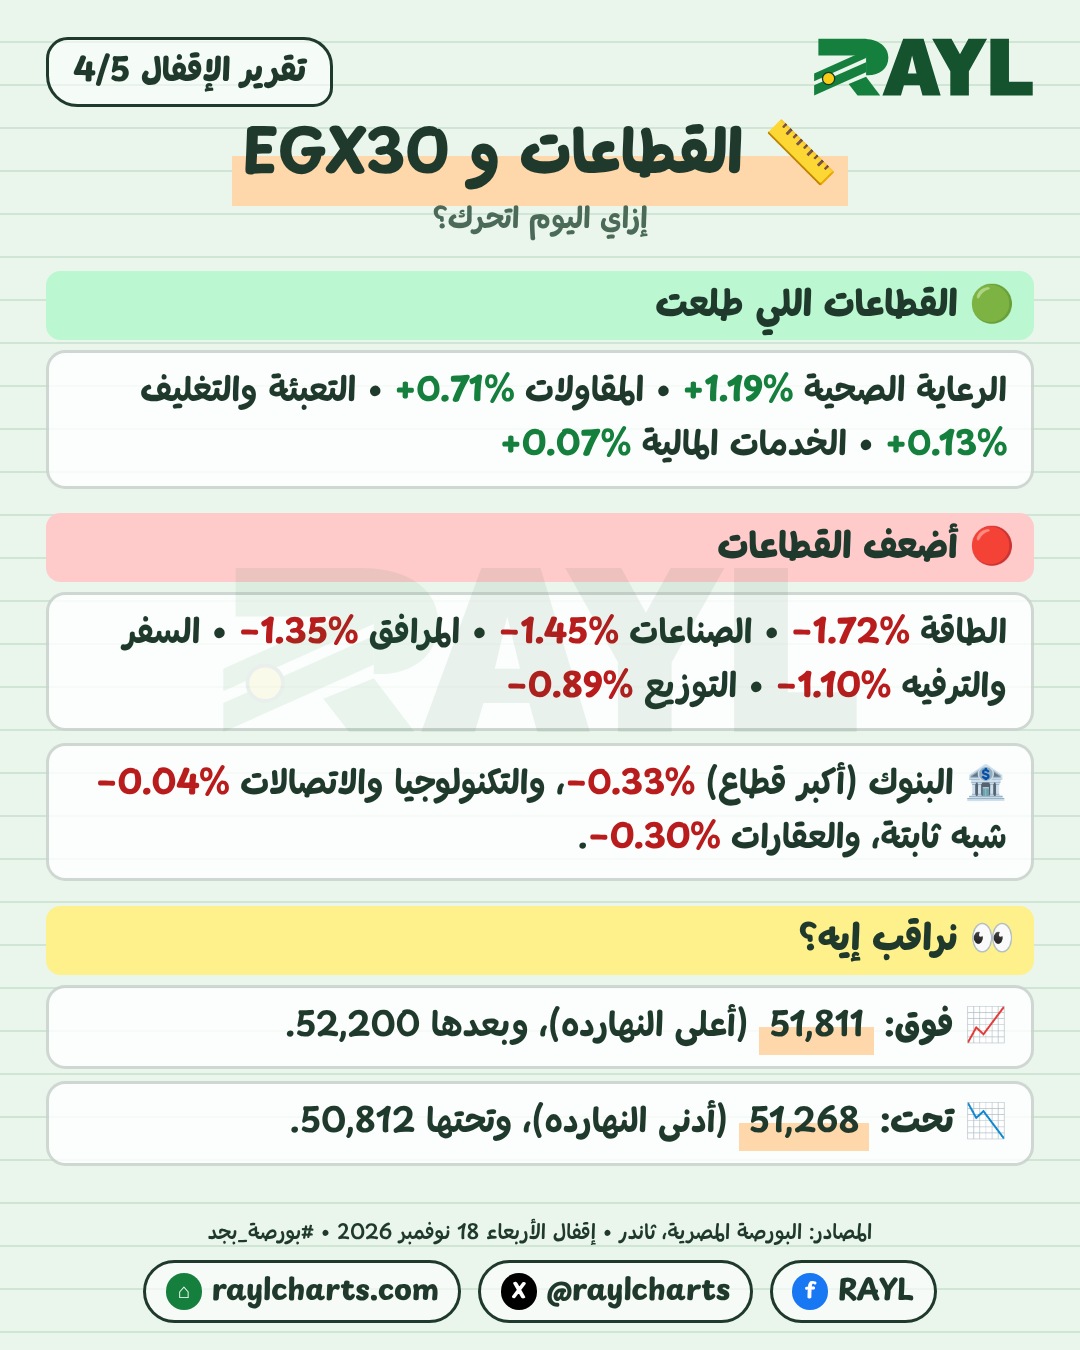 RAYL
تقرير الإقفال 4/5
القطاعات و EGX30
إزاي اليوم اتحرك؟
القطاعات اللي طلعت
الرعاية الصحية +1.19% • المقاولات +0.71% • التعبئة والتغليف
+0.13% • الخدمات المالية +0.07%
أضعف القطاعات
الطاقة −1.72% • الصناعات −1.45% • المرافق −1.35% • السفر
والترفيه −1.10% • التوزيع −0.89%
البنوك (أكبر قطاع) −0.33%، والتكنولوجيا والاتصالات −0.04%
شبه ثابتة، والعقارات −0.30%.
نراقب إيه؟
فوق: 51,811 (أعلى النهارده)، وبعدها 52,200.
تحت: 51,268 (أدنى النهارده)، وتحتها 50,812.
المصادر: البورصة المصرية، ثاندر • إقفال الأربعاء 18 نوفمبر 2026 • #بورصة_بجد
raylcharts.com
X @raylcharts
f RAYL
RAYL